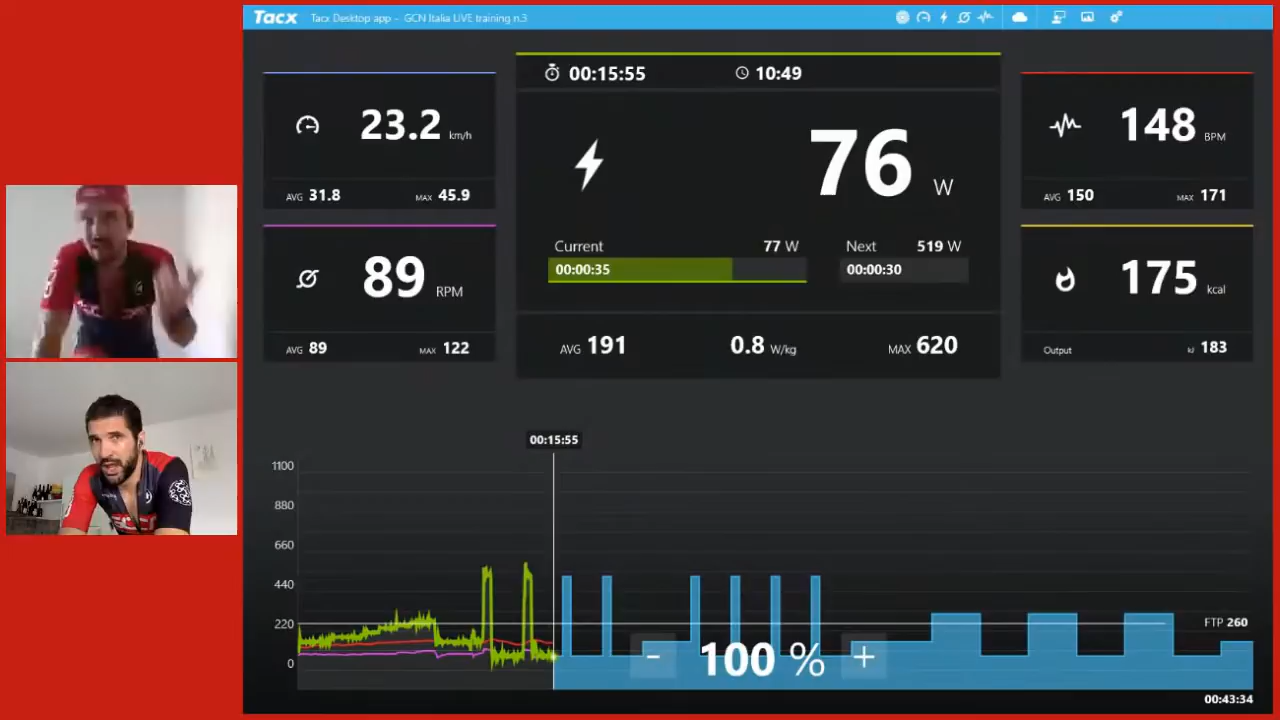 Tacx Tacx Desktop app - GCN Italia LIVE training n.3
00:15:55 10:49
23.2 km/h
AVG 31.8 MAX 45.9
76 W
148 BPM
AVG 150 MAX 171
89 RPM
AVG 89 MAX 122
Current 77 W Next 519 W
00:00:35 00:00:30
175 kcal
Output kJ 183
AVG 191 0.8 W/kg MAX 620
00:15:55
1100
880
660
440
220
0
FTP 260
- 100 % +
00:43:34